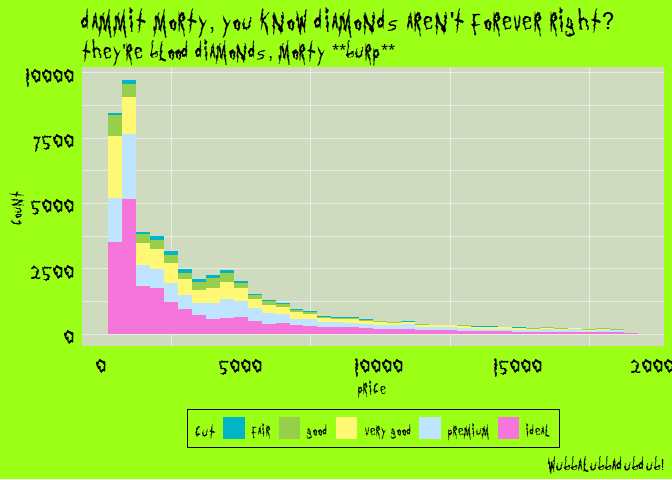 dAMMiT MoRTy, you KNoW diAMoNds AReN'T FoReveR Right?
they're blood diamonds, Morty **burp**
10000
7500
5000
2500
0
count
0
5000
10000
15000
2000
price
cut
Fair
good
very good
premium
ideal
Wubbalubbadubdub!